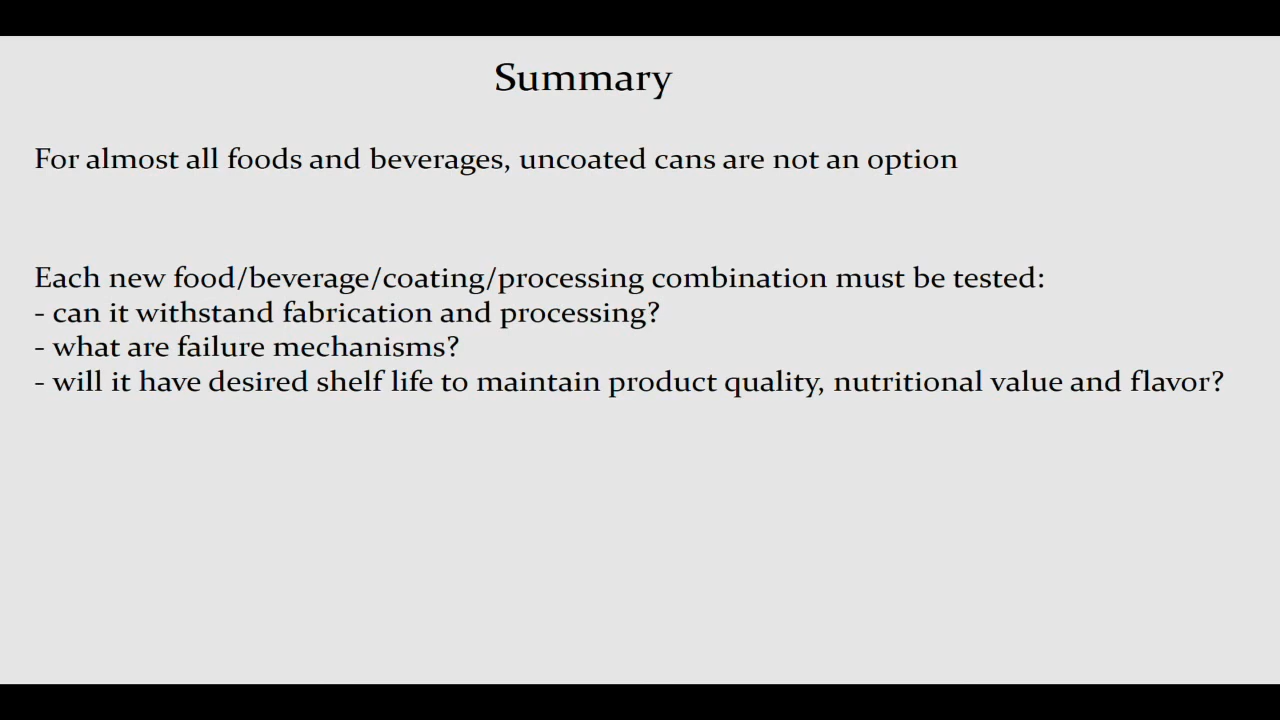 Summary
For almost all foods and beverages, uncoated cans are not an option
Each new food/beverage/coating/processing combination must be tested:
- can it withstand fabrication and processing?
- what are failure mechanisms?
- will it have desired shelf life to maintain product quality, nutritional value and flavor?